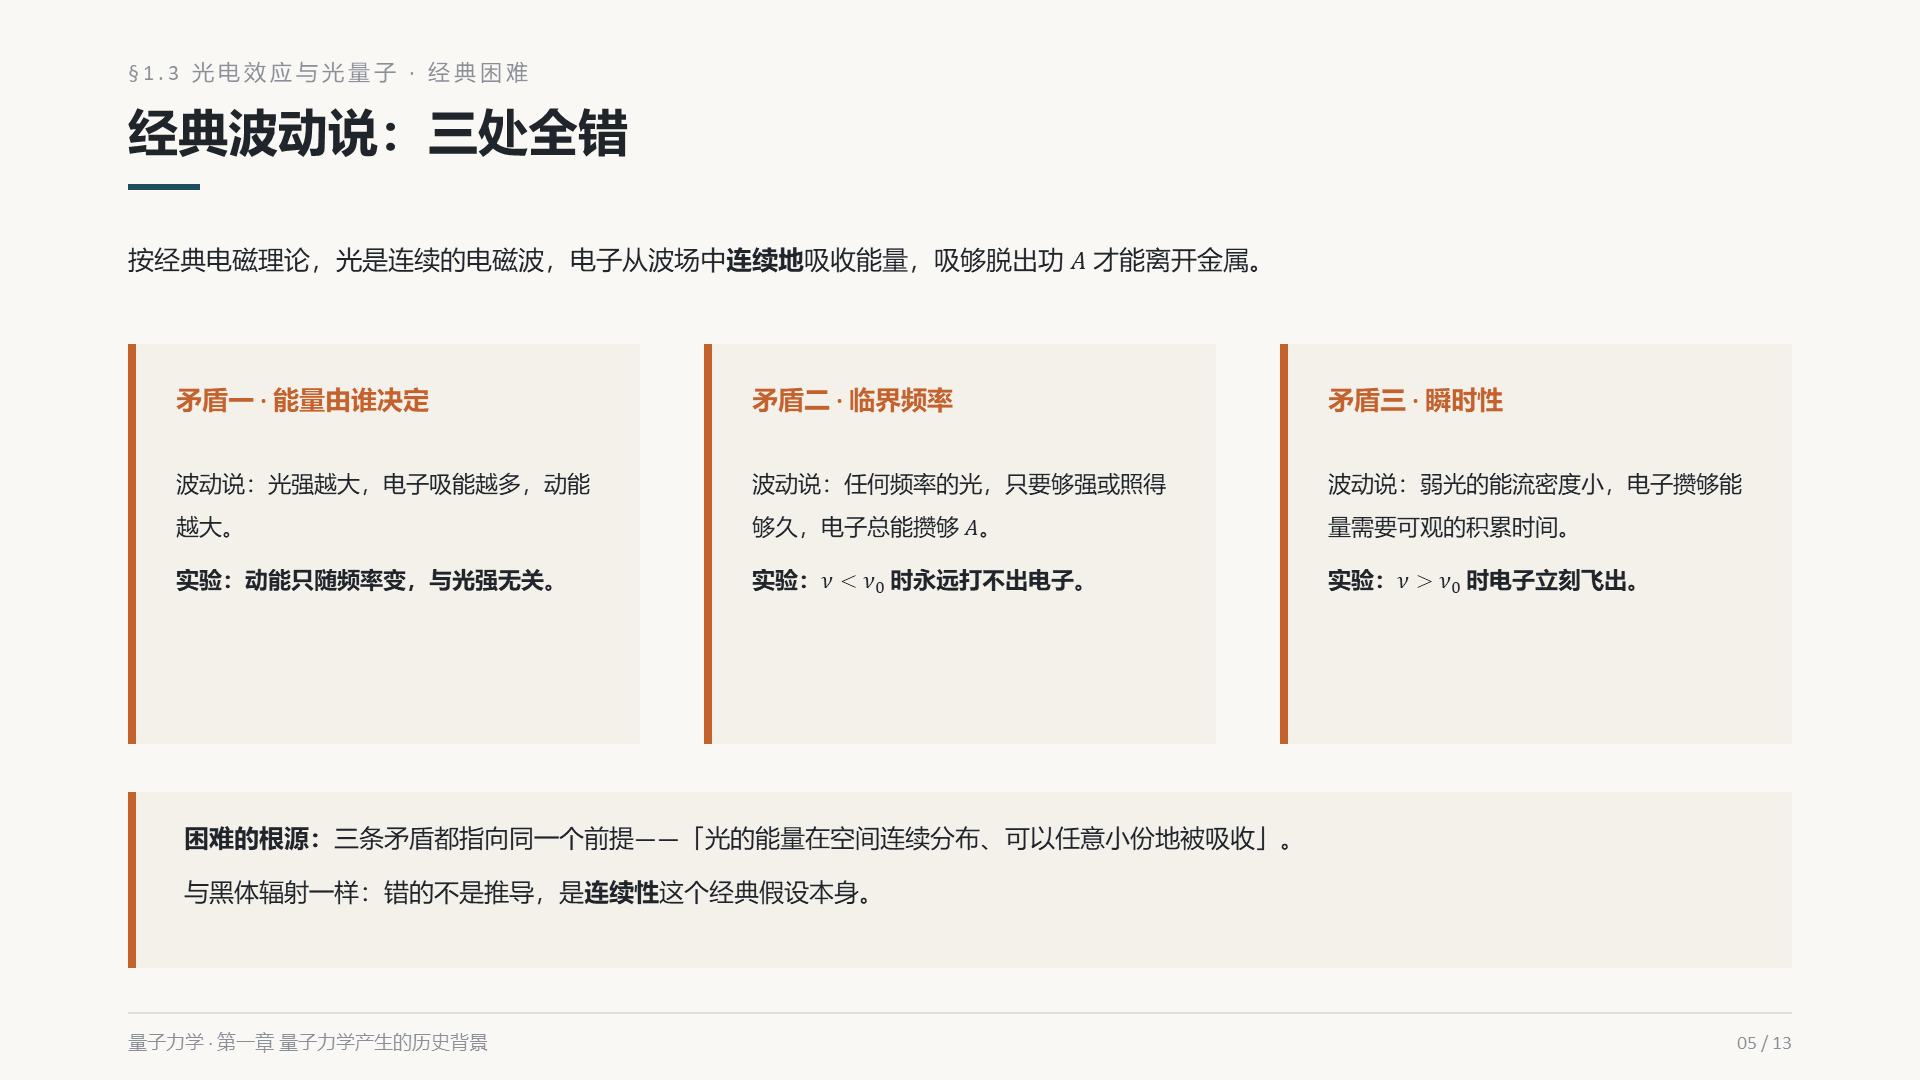 §1.3 光电效应与光量子 · 经典困难
经典波动说：三处全错
按经典电磁理论，光是连续的电磁波，电子从波场中连续地吸收能量，吸够脱出功 A 才能离开金属。
矛盾一 · 能量由谁决定
波动说：光强越大，电子吸能越多，动能
越大。
实验：动能只随频率变，与光强无关。
矛盾二 · 临界频率
波动说：任何频率的光，只要够强或照得
够久，电子总能攒够 A。
实验：ν < ν₀ 时永远打不出电子。
矛盾三 · 瞬时性
波动说：弱光的能流密度小，电子攒够能
量需要可观的积累时间。
实验：ν > ν₀ 时电子立刻飞出。
困难的根源：三条矛盾都指向同一个前提——「光的能量在空间连续分布、可以任意小份地被吸收」。
与黑体辐射一样：错的不是推导，是连续性这个经典假设本身。
量子力学 · 第一章 量子力学产生的历史背景
05 / 13